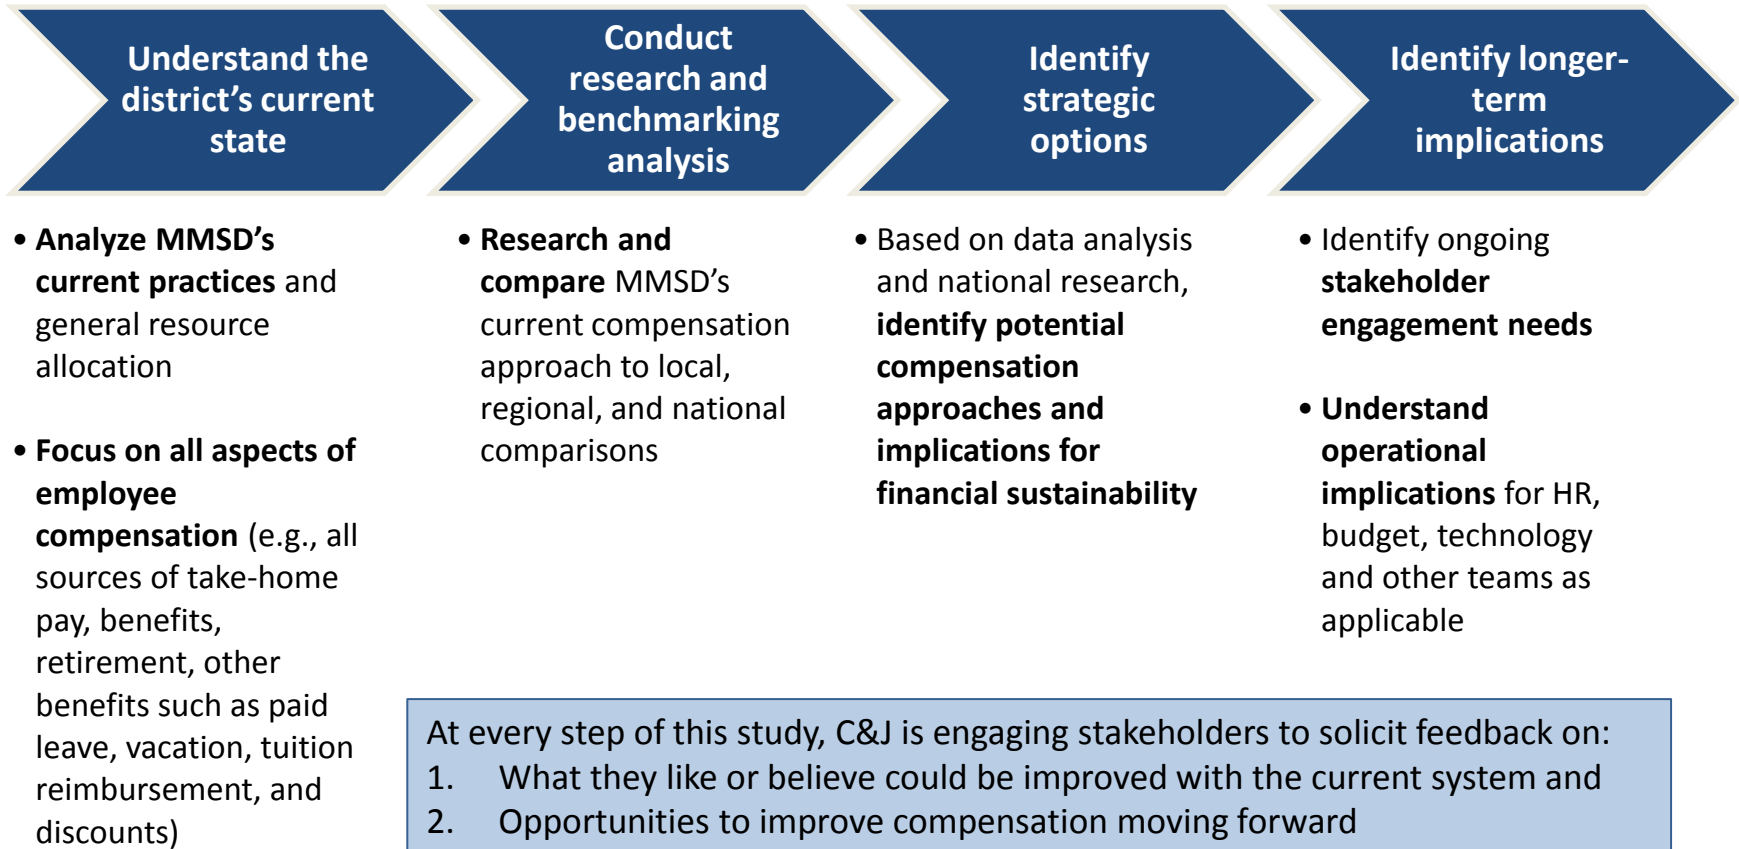 Understand the
district's current
state
Conduct
research and
benchmarking
analysis
Identify
strategic
options
Identify longer-
term
implications
• Analyze MMSD's
current practices and
general resource
allocation
• Focus on all aspects of
employee
compensation (e.g., all
sources of take-home
pay, benefits,
retirement, other
benefits such as paid
leave, vacation, tuition
reimbursement, and
discounts)
• Research and
compare MMSD's
current compensation
approach to local,
regional, and national
comparisons
• Based on data analysis
and national research,
identify potential
compensation
approaches and
implications for
financial sustainability
• Identify ongoing
stakeholder
engagement needs
• Understand
operational
implications for HR,
budget, technology
and other teams as
applicable
At every step of this study, C&J is engaging stakeholders to solicit feedback on:
1. What they like or believe could be improved with the current system and
2. Opportunities to improve compensation moving forward